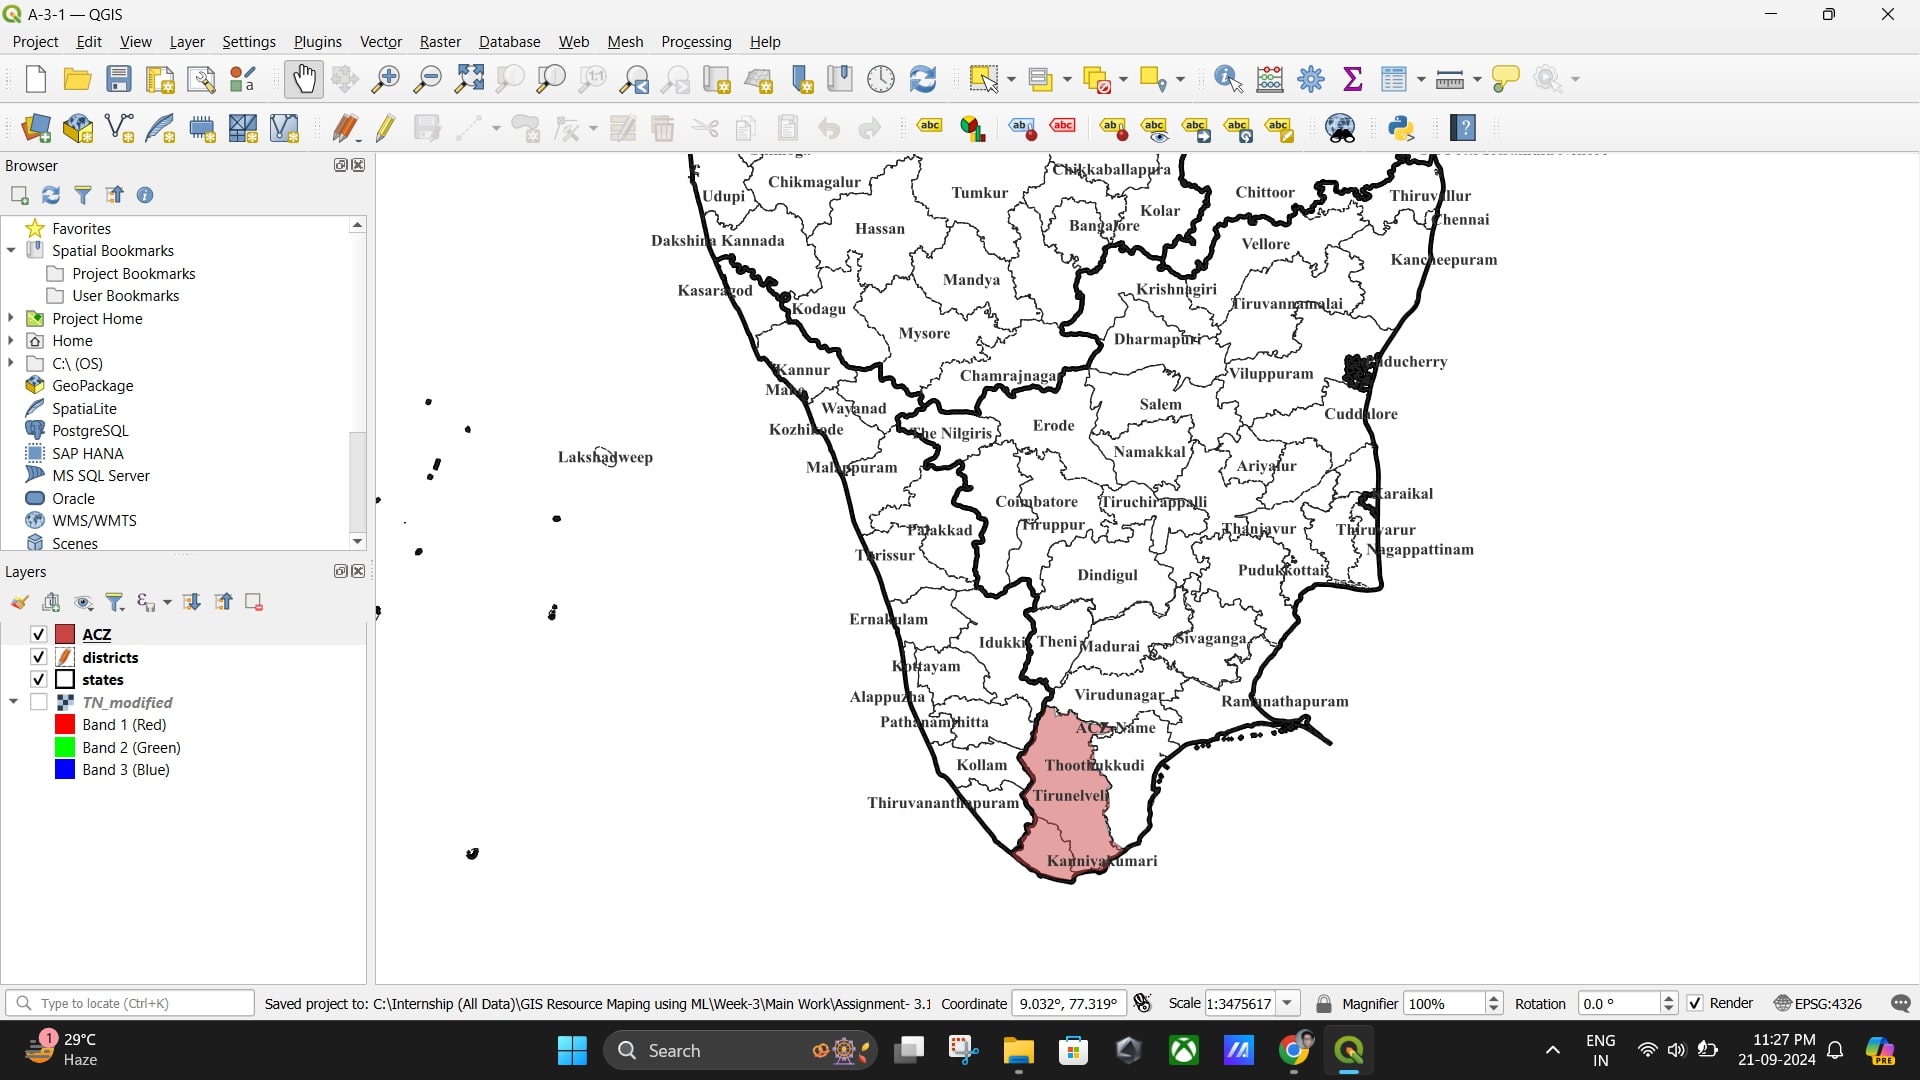 A-3-1 — QGIS
Project Edit View Layer Settings Plugins Vector Raster Database Web Mesh Processing Help
Browser
Favorites
Spatial Bookmarks
Project Bookmarks
User Bookmarks
Project Home
Home
C:\ (OS)
GeoPackage
SpatiaLite
PostgreSQL
SAP HANA
MS SQL Server
Oracle
WMS/WMTS
Scenes
Layers
ACZ
districts
states
TN_modified
Band 1 (Red)
Band 2 (Green)
Band 3 (Blue)
Chikkaballapura
Chikmagalur
Udupi
Tumkur
Chittoor
Thiruvallur
Kolar
Chennai
Hassan
Bangalore
Dakshina Kannada
Vellore
Kancheepuram
Mandya
Kasaragod
Krishnagiri
Kodagu
Tiruvannamalai
Mysore
Dharmapuri
Puducherry
Kannur
Chamrajnagar
Viluppuram
Mahe
Wayanad
Salem
Cuddalore
Kozhikode
The Nilgiris
Erode
Lakshadweep
Namakkal
Malappuram
Ariyalur
Karaikal
Coimbatore
Tiruchirappalli
Tiruppur
Palakkad
Thanjavur
Thiruvarur
Thrissur
Nagappattinam
Dindigul
Pudukkottai
Ernakulam
Idukki
Theni
Madurai
Sivaganga
Kottayam
Alappuzha
Virudunagar
Ramanathapuram
Pathanamthitta
ACZ-Name
Kollam
Thoothukkudi
Thiruvananthapuram
Tirunelveli
Kanniyakumari
Type to locate (Ctrl+K) Saved project to: C:\Internship (All Data)\GIS Resource Maping using ML\Week-3\Main Work\Assignment- 3.1 Coordinate 9.032°, 77.319° Scale 1:3475617 Magnifier 100% Rotation 0.0 ° Render EPSG:4326
1
29°C
Haze
Search
PRE
ENG
IN
11:27 PM
21-09-2024